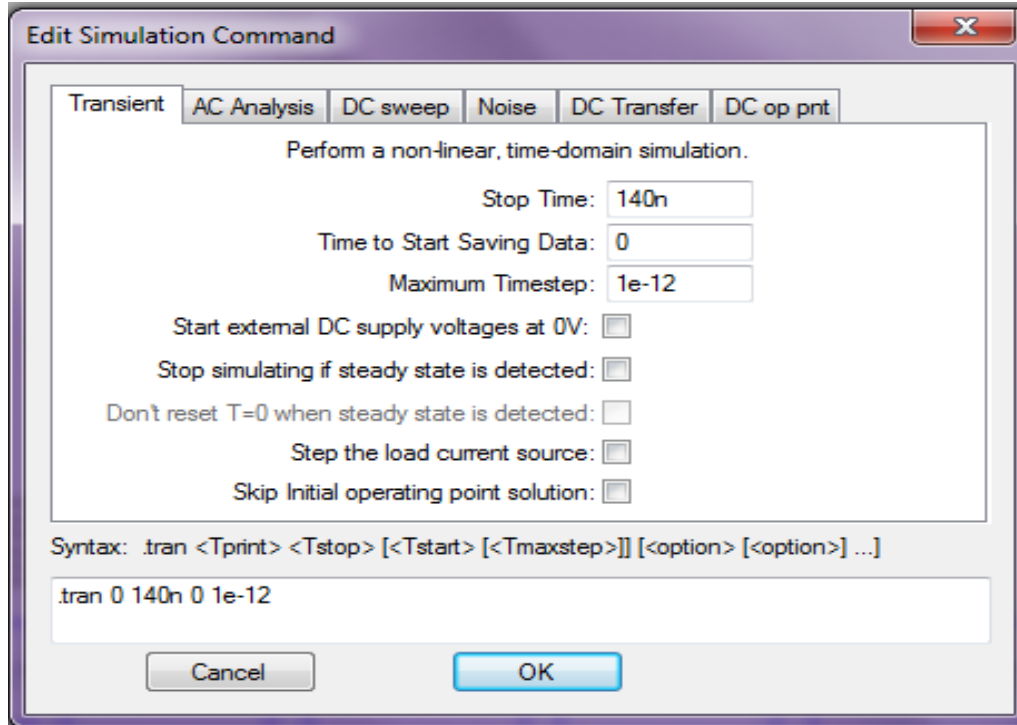 Edit Simulation Command
Transient AC Analysis DC sweep Noise DC Transfer DC op pnt
Perform a non-linear, time-domain simulation.
Stop Time: 140n
Time to Start Saving Data: 0
Maximum Timestep: 1e-12
Start external DC supply voltages at 0V:
Stop simulating if steady state is detected:
Don't reset T=0 when steady state is detected:
Step the load current source:
Skip Initial operating point solution:
Syntax: .tran <Tprint> <Tstop> [<Tstart> [<Tmaxstep>]] [<option> [<option>] ...]
.tran 0 140n 0 1e-12
Cancel OK